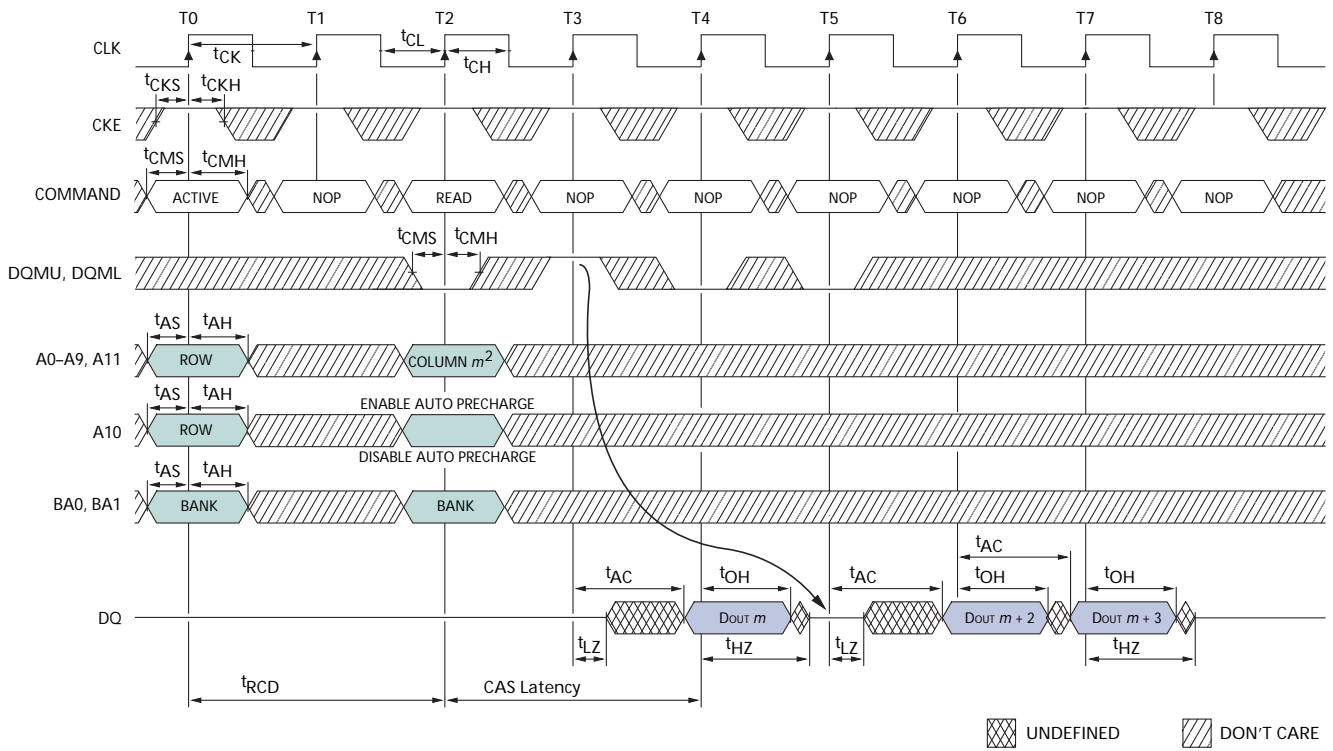 T0 T1 T2 T3 T4 T5 T6 T7 T8
CLK
tCK tCL tCH
tCKS tCKH
CKE
tCMS tCMH
COMMAND ACTIVE NOP READ NOP NOP NOP NOP NOP NOP
tCMS tCMH
DQMU, DQML
tAS tAH
A0–A9, A11 ROW COLUMN m2
tAS tAH ENABLE AUTO PRECHARGE
A10 ROW
DISABLE AUTO PRECHARGE
tAS tAH
BA0, BA1 BANK BANK
tAC
tAC tOH tAC tOH tOH
DQ DOUT m DOUT m + 2 DOUT m + 3
tLZ tHZ tLZ tHZ
tRCD CAS Latency
UNDEFINED DON'T CARE